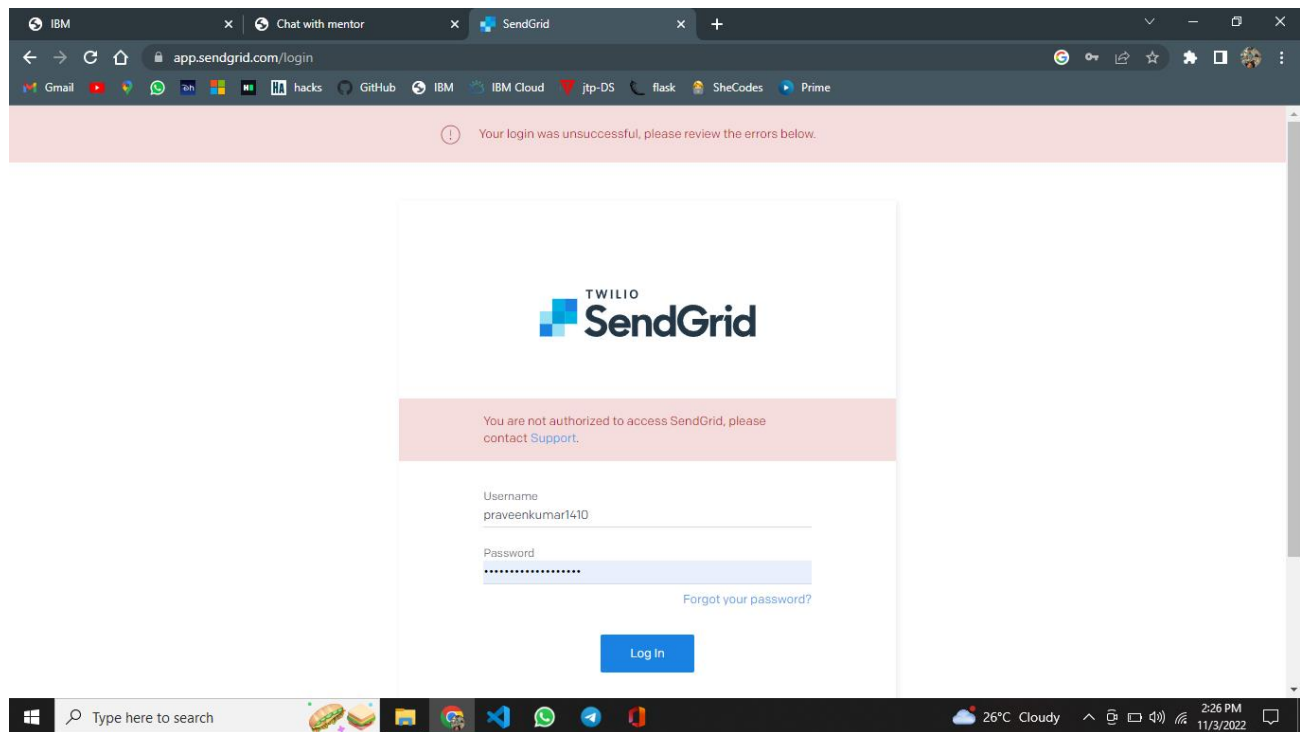 IBM
Chat with mentor
SendGrid
app.sendgrid.com/login
Gmail
hacks
GitHub
IBM
IBM Cloud
jtp-DS
flask
SheCodes
Prime
Your login was unsuccessful, please review the errors below.
TWILIO
SendGrid
You are not authorized to access SendGrid, please
contact Support.
Username
praveenkumar1410
Password
Forgot your password?
Log In
Type here to search
26°C Cloudy
2:26 PM
11/3/2022